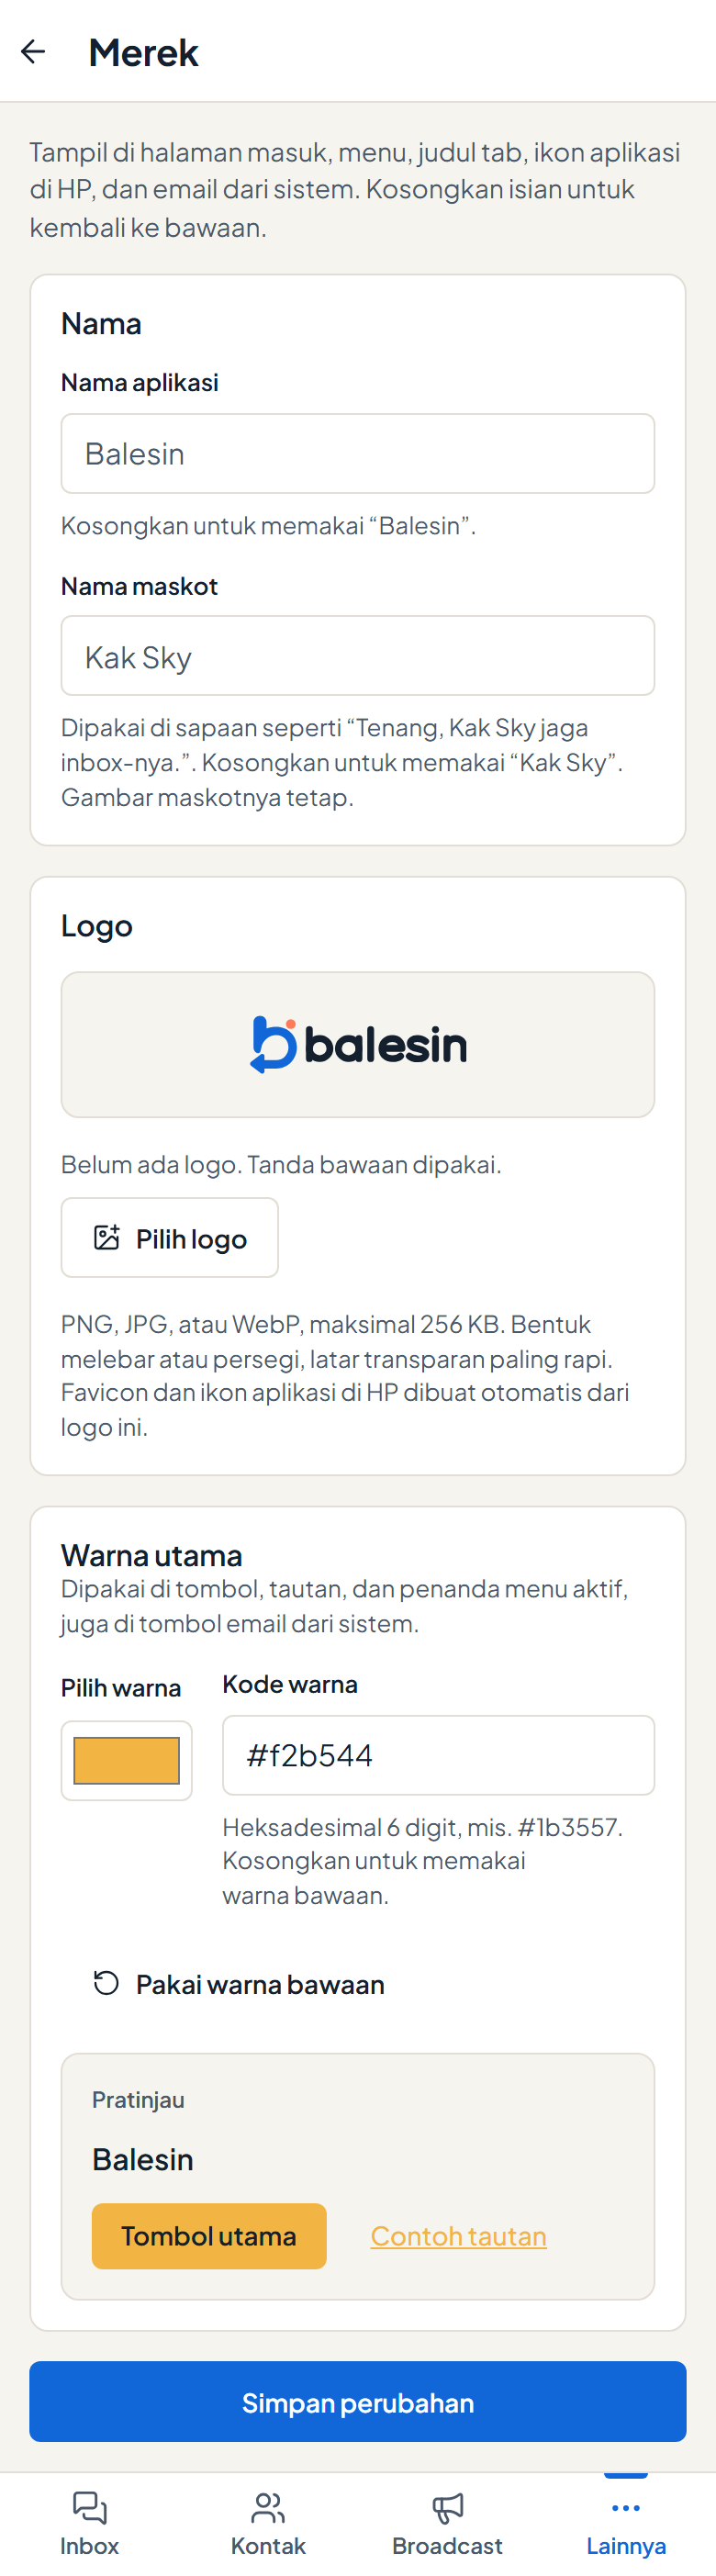 Merek
Tampil di halaman masuk, menu, judul tab, ikon aplikasi
di HP, dan email dari sistem. Kosongkan isian untuk
kembali ke bawaan.
Nama
Nama aplikasi
Balesin
Kosongkan untuk memakai “Balesin”.
Nama maskot
Kak Sky
Dipakai di sapaan seperti “Tenang, Kak Sky jaga
inbox-nya.”. Kosongkan untuk memakai “Kak Sky”.
Gambar maskotnya tetap.
Logo
balesin
Belum ada logo. Tanda bawaan dipakai.
Pilih logo
PNG, JPG, atau WebP, maksimal 256 KB. Bentuk
melebar atau persegi, latar transparan paling rapi.
Favicon dan ikon aplikasi di HP dibuat otomatis dari
logo ini.
Warna utama
Dipakai di tombol, tautan, dan penanda menu aktif,
juga di tombol email dari sistem.
Pilih warna
Kode warna
#f2b544
Heksadesimal 6 digit, mis. #1b3557.
Kosongkan untuk memakai
warna bawaan.
Pakai warna bawaan
Pratinjau
Balesin
Tombol utama
Contoh tautan
Simpan perubahan
Inbox
Kontak
Broadcast
Lainnya